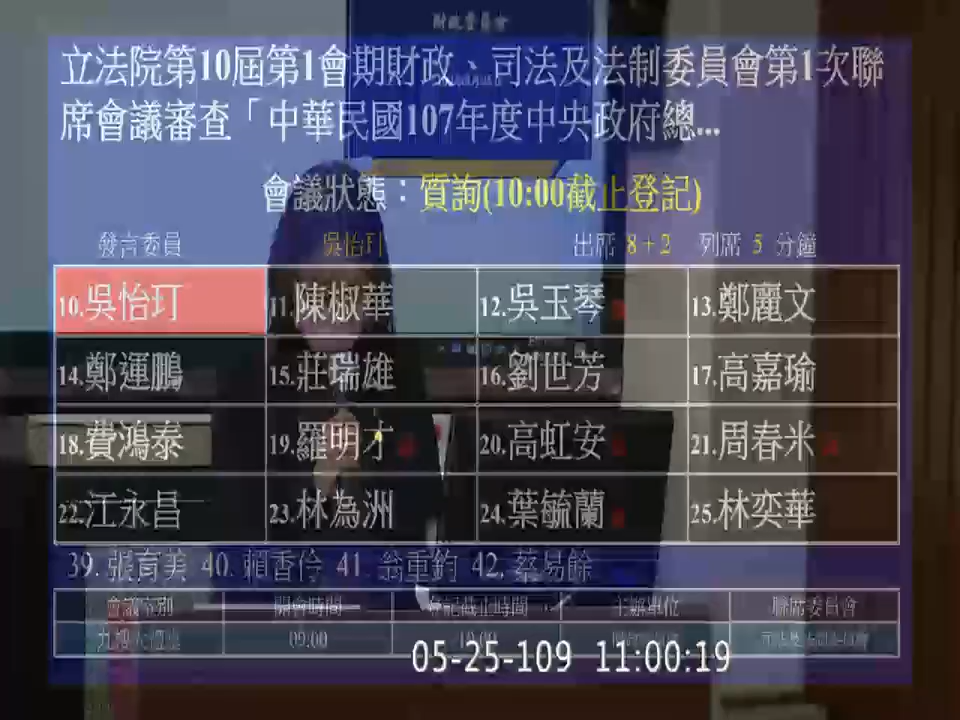 財政委員會
立法院第10屆第1會期財政、司法及法制委員會第1次聯
席會議審查「中華民國107年度中央政府總...
會議狀態：質詢(10:00截止登記)
發言委員 吳怡玎 出席 8+2 列席 5 分鐘
10.吳怡玎 11.陳椒華 12.吳玉琴 13.鄭麗文
14.鄭運鵬 15.莊瑞雄 16.劉世芳 17.高嘉瑜
18.費鴻泰 19.羅明才 20.高虹安 21.周春米
22.江永昌 23.林為洲 24.葉毓蘭 25.林奕華
39.張育美 40.賴香伶 41.翁重鈞 42.蔡易餘
會議室別 開會時間 登記截止時間 主辦單位 聯席委員會
09:00 10:00
05-25-109 11:00:19